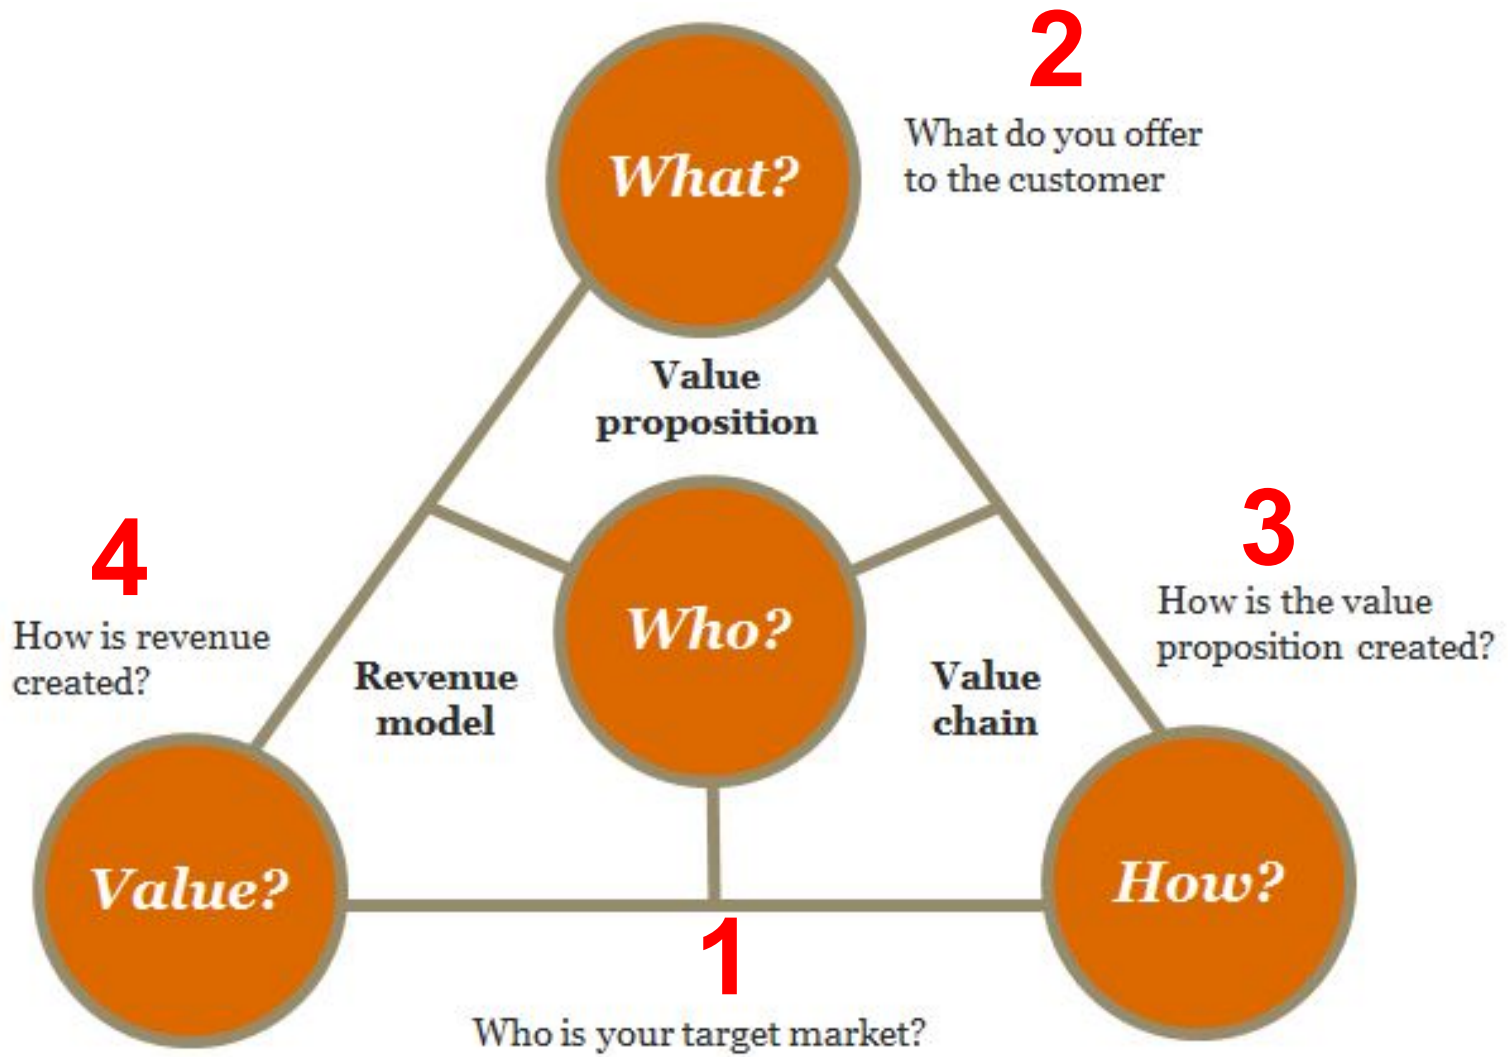 2
What do you offer
to the customer
What?
Value
proposition
4
How is revenue
created?
Who?
3
How is the value
proposition created?
Revenue
model
Value
chain
Value?
How?
1
Who is your target market?